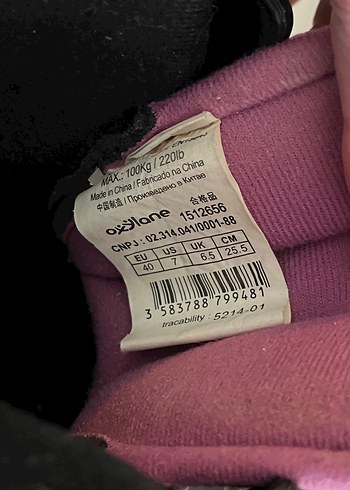 MAX.: 100Kg / 220lb
Made in China / Fabricado na China
中国制造 / Произведено в Китае
oxylane 合格品
1512656
CNPJ : 02.314.041/0001-88
EU US UK CM
40 7 6.5 25.5
3 583788 799481
tracability : 5214-01